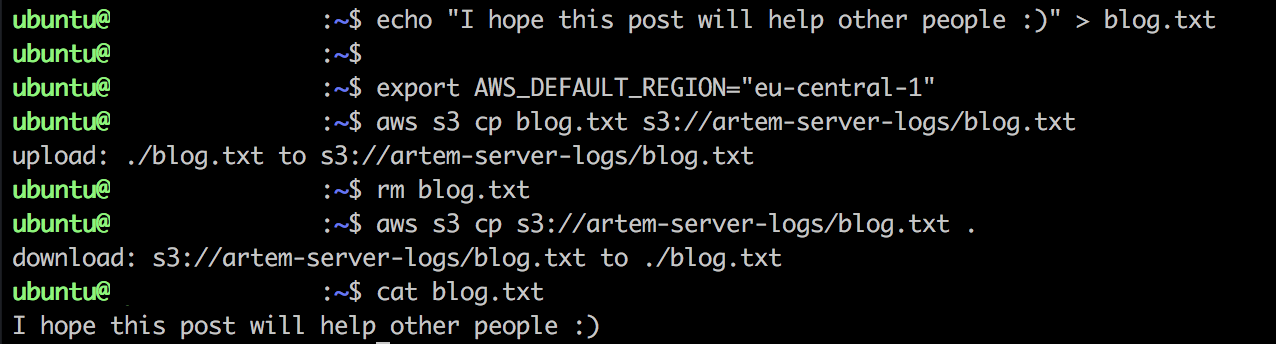 ubuntu@ :~$ echo "I hope this post will help other people :)" > blog.txt
ubuntu@ :~$
ubuntu@ :~$ export AWS_DEFAULT_REGION="eu-central-1"
ubuntu@ :~$ aws s3 cp blog.txt s3://artem-server-logs/blog.txt
upload: ./blog.txt to s3://artem-server-logs/blog.txt
ubuntu@ :~$ rm blog.txt
ubuntu@ :~$ aws s3 cp s3://artem-server-logs/blog.txt .
download: s3://artem-server-logs/blog.txt to ./blog.txt
ubuntu@ :~$ cat blog.txt
I hope this post will help other people :)